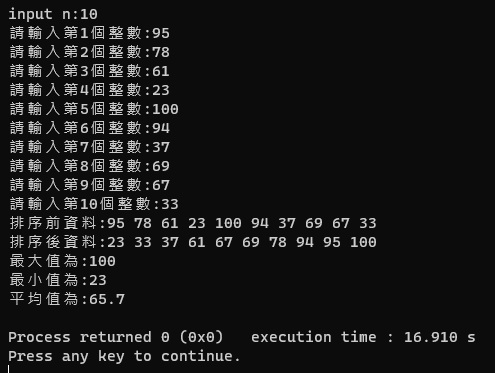 input n:10
請輸入第1個整數:95
請輸入第2個整數:78
請輸入第3個整數:61
請輸入第4個整數:23
請輸入第5個整數:100
請輸入第6個整數:94
請輸入第7個整數:37
請輸入第8個整數:69
請輸入第9個整數:67
請輸入第10個整數:33
排序前資料:95 78 61 23 100 94 37 69 67 33
排序後資料:23 33 37 61 67 69 78 94 95 100
最大值為:100
最小值為:23
平均值為:65.7
Process returned 0 (0x0)   execution time : 16.910 s
Press any key to continue.